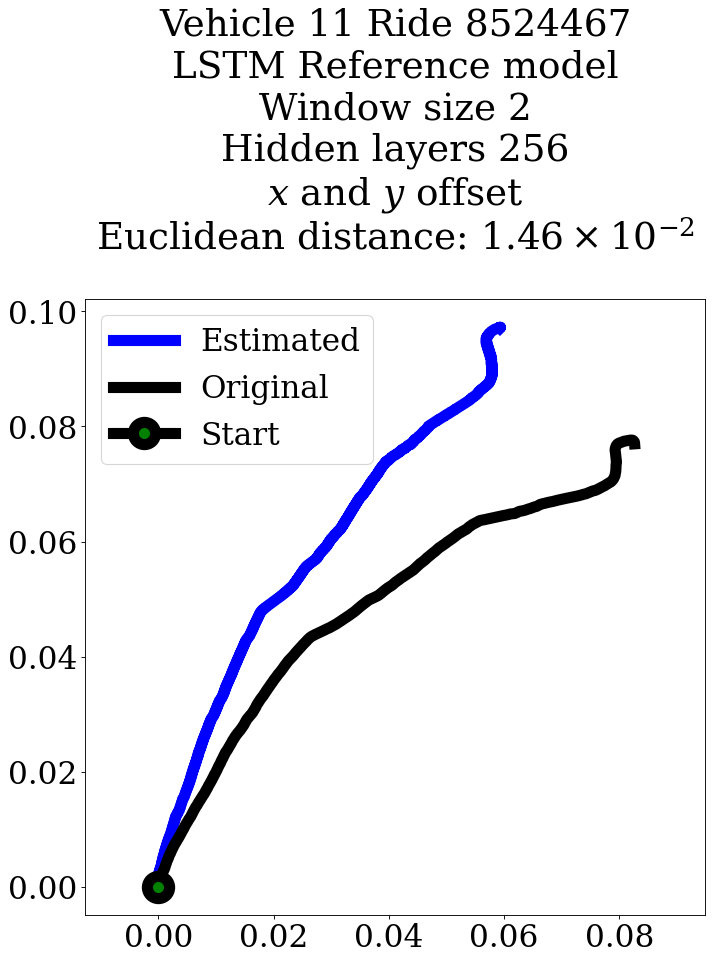 Vehicle 11 Ride 8524467
LSTM Reference model
Window size 2
Hidden layers 256
x and y offset
Euclidean distance: 1.46 × 10⁻²
Estimated
Original
Start
0.10
0.08
0.06
0.04
0.02
0.00
0.00 0.02 0.04 0.06 0.08